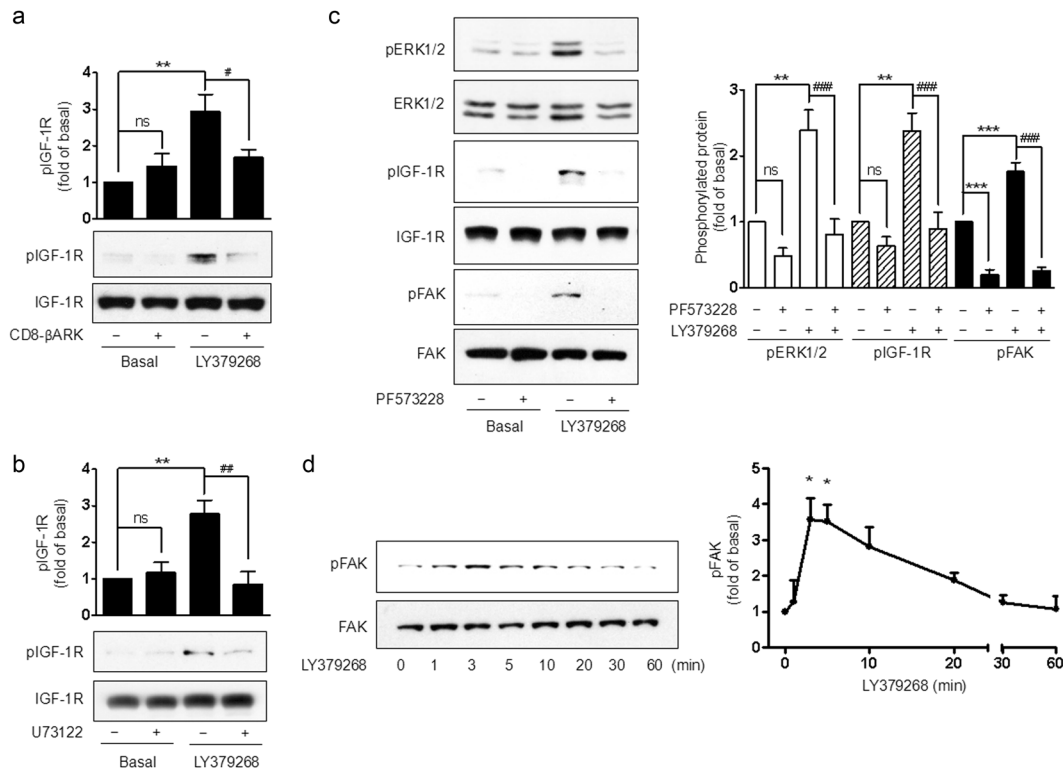 a
pIGF-1R
(fold of basal)
4
3
2
1
0
**
#
ns
pIGF-1R
IGF-1R
CD8-βARK − + − +
Basal LY379268
b
pIGF-1R
(fold of basal)
4
3
2
1
0
**
##
ns
pIGF-1R
IGF-1R
U73122 − + − +
Basal LY379268
c
pERK1/2
ERK1/2
pIGF-1R
IGF-1R
pFAK
FAK
PF573228 − + − +
Basal LY379268
Phosphorylated protein
(fold of basal)
3
2
1
0
** ### ** ### *** ###
ns ns ***
PF573228 − + − + − + − + − + − +
LY379268 − − + + − − + + − − + +
pERK1/2 pIGF-1R pFAK
d
pFAK
FAK
LY379268 0 1 3 5 10 20 30 60 (min)
pFAK
(fold of basal)
5
4
3
2
1
0
* *
0 10 20 30 60
LY379268 (min)